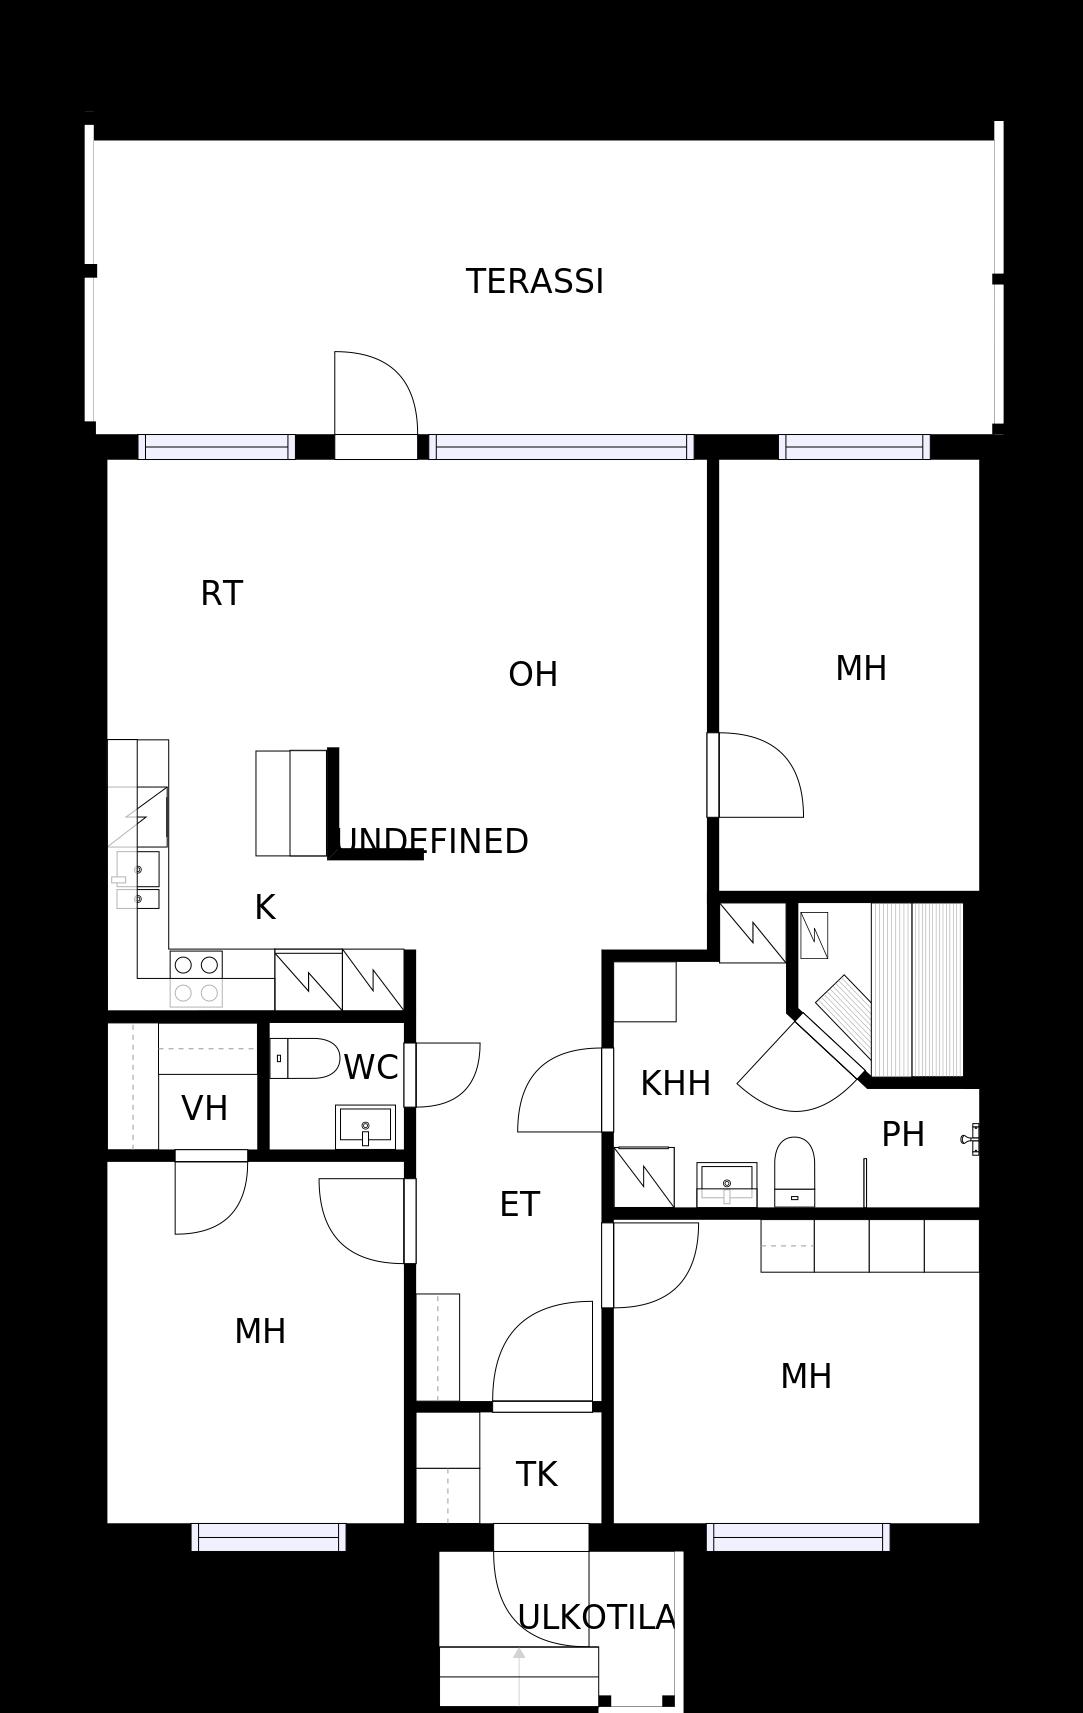 TERASSI
RT
OH
MH
UNDEFINED
K
WC
KHH
VH
PH
ET
MH
MH
TK
ULKOTILA